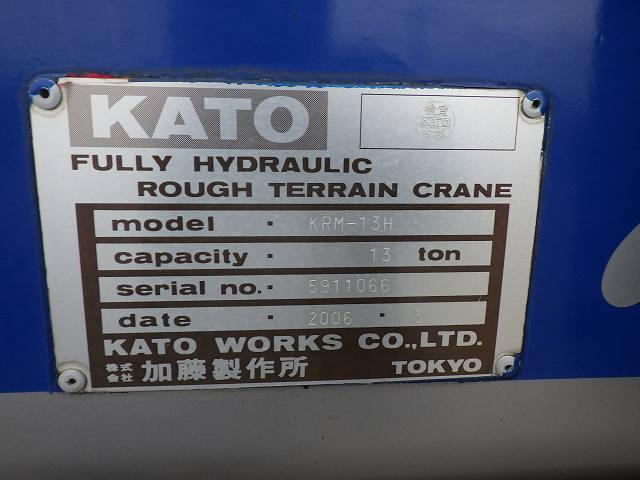 KATO
FULLY HYDRAULIC
ROUGH TERRAIN CRANE
model · KRM-13H
capacity · 13 ton
serial no. · 5911066
date · 2006 · 3
KATO WORKS CO.,LTD.
株式会社 加藤製作所 TOKYO